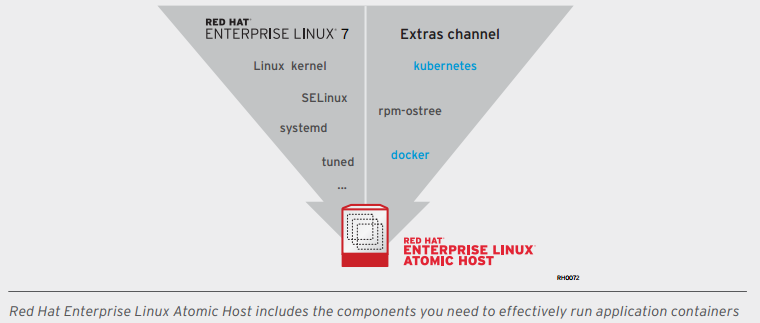 RED HAT®
ENTERPRISE LINUX® 7
Linux kernel
SELinux
systemd
tuned
...
Extras channel
kubernetes
rpm-ostree
docker
RED HAT®
ENTERPRISE LINUX®
ATOMIC HOST
RH0072
Red Hat Enterprise Linux Atomic Host includes the components you need to effectively run application containers